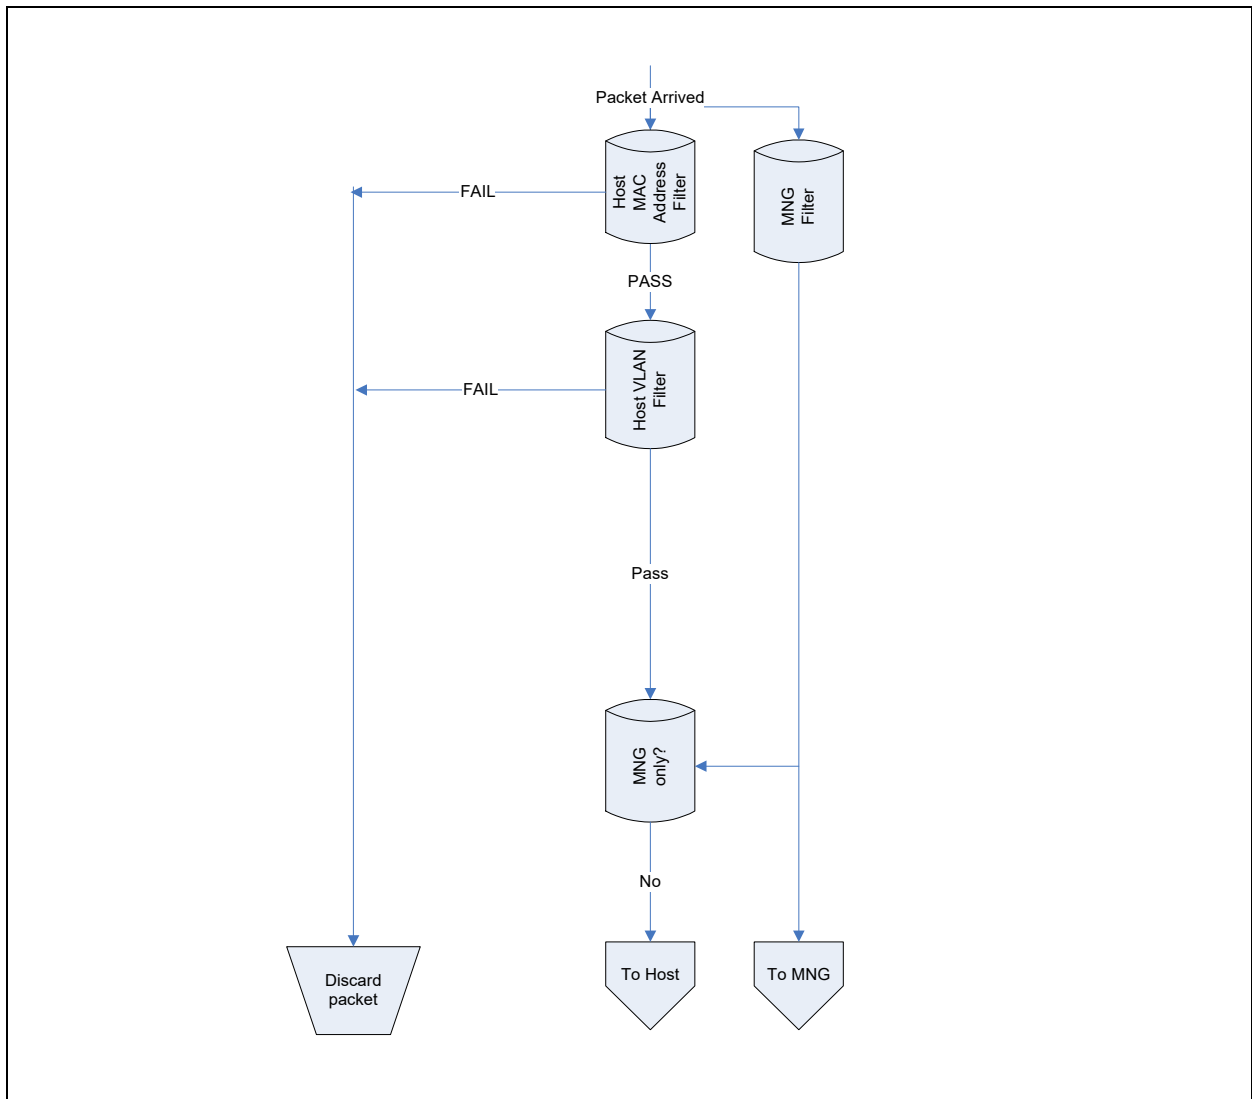 Packet Arrived
Host
MAC
Address
Filter
MNG
Filter
FAIL
PASS
Host VLAN
Filter
FAIL
Pass
MNG
only?
No
Discard
packet
To Host
To MNG